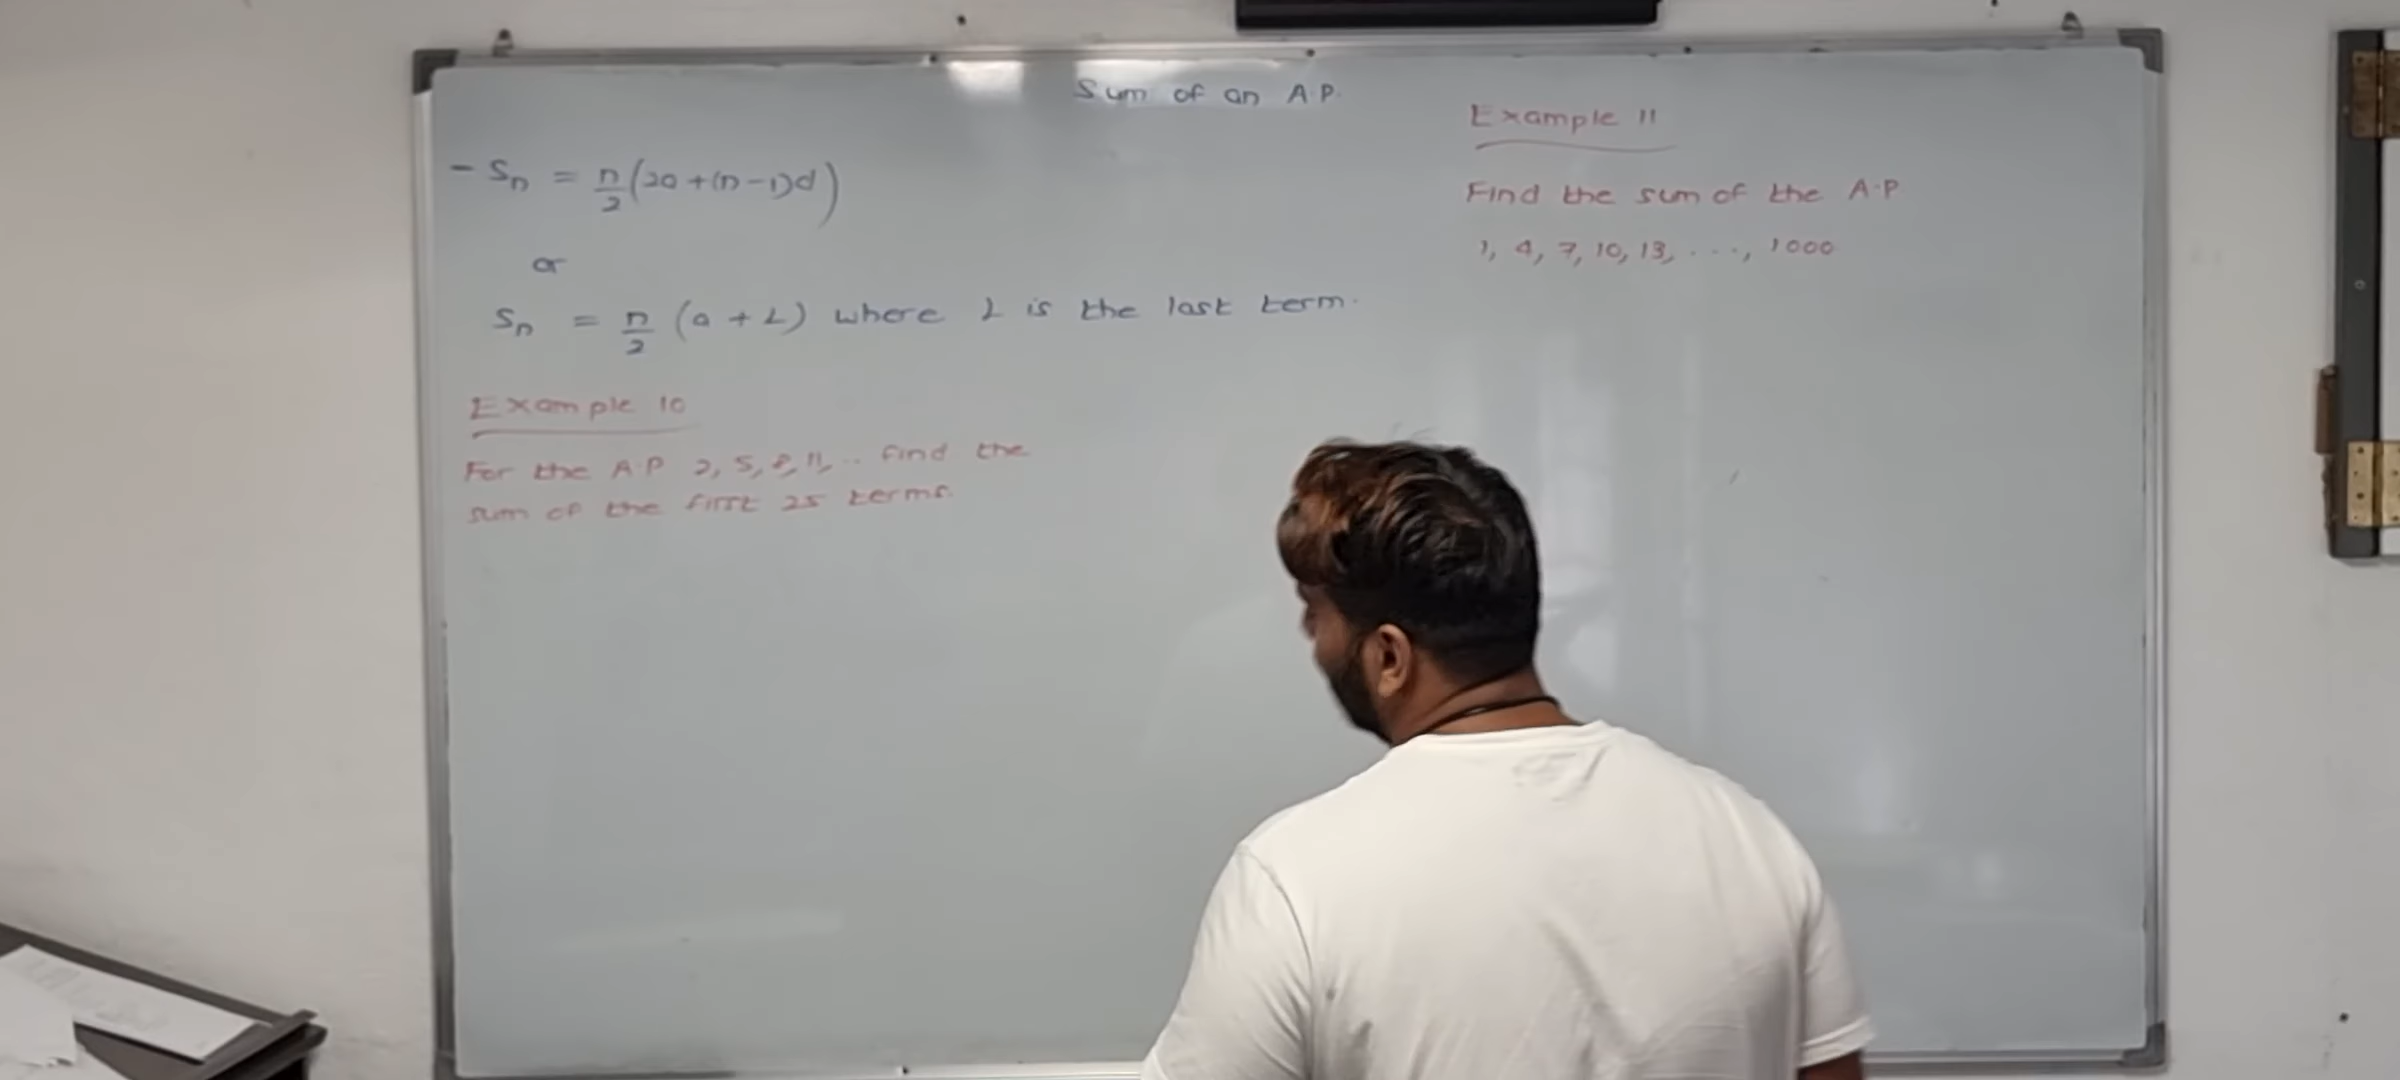 Sum of an A.P.
- Sn = n/2 (2a + (n-1)d)
or
Sn = n/2 (a + L) where L is the last term.
Example 10
For the A.P 2, 5, 8, 11, .. find the
sum of the first 25 terms.
Example 11
Find the sum of the A.P
1, 4, 7, 10, 13, . . . , 1000